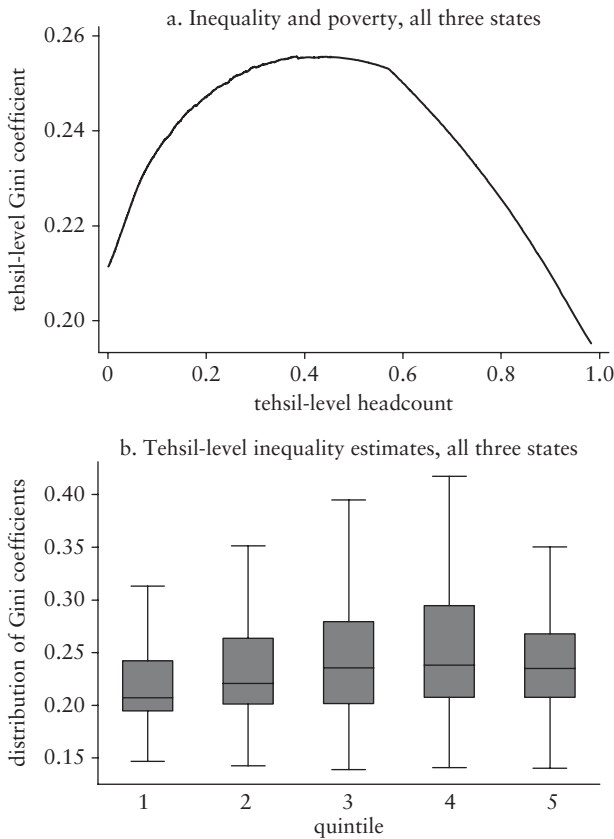 a. Inequality and poverty, all three states
tehsil-level Gini coefficient
0.26
0.24
0.22
0.20
0 0.2 0.4 0.6 0.8 1.0
tehsil-level headcount
b. Tehsil-level inequality estimates, all three states
distribution of Gini coefficients
0.40
0.35
0.30
0.25
0.20
0.15
1 2 3 4 5
quintile